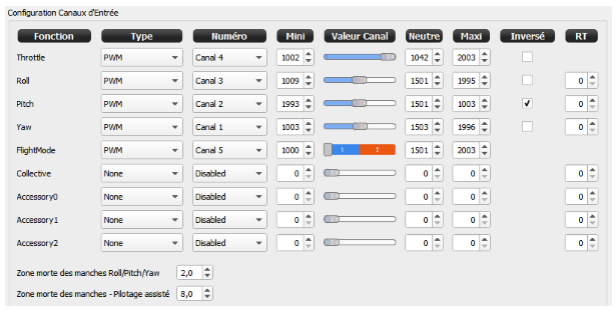 Configuration Canaux d'Entrée
Fonction Type Numéro Mini Valeur Canal Neutre Maxi Inversé RT
Throttle PWM Canal 4 1002 1042 2003
Roll PWM Canal 3 1009 1501 1995 0
Pitch PWM Canal 2 1993 1501 1003 0
Yaw PWM Canal 1 1003 1503 1996 0
FlightMode PWM Canal 5 1000 1 2 1501 2003
Collective None Disabled 0 0 0 0
Accessory0 None Disabled 0 0 0 0
Accessory1 None Disabled 0 0 0 0
Accessory2 None Disabled 0 0 0 0
Zone morte des manches Roll/Pitch/Yaw 2,0
Zone morte des manches - Pilotage assisté 8,0